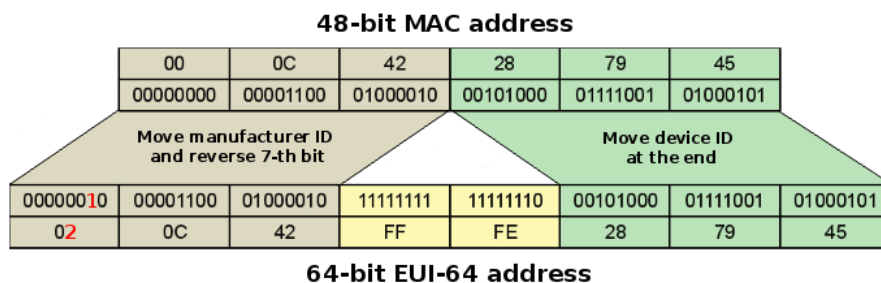 48-bit MAC address
00 0C 42 28 79 45
00000000 00001100 01000010 00101000 01111001 01000101
Move manufacturer ID
and reverse 7-th bit
Move device ID
at the end
00000010 00001100 01000010 11111111 11111110 00101000 01111001 01000101
02 0C 42 FF FE 28 79 45
64-bit EUI-64 address